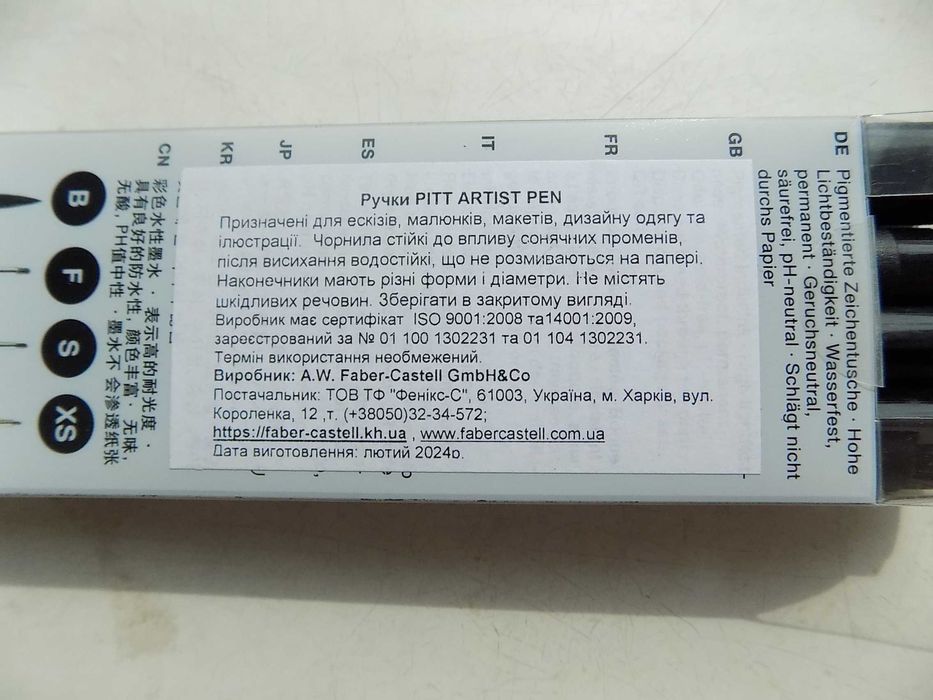 Ручки PITT ARTIST PEN
Призначені для ескізів, малюнків, макетів, дизайну одягу та
ілюстрації. Чорнила стійкі до впливу сонячних променів,
після висихання водостійкі, що не розмиваються на папері.
Наконечники мають різні форми і діаметри. Не містять
шкідливих речовин. Зберігати в закритому вигляді.
Виробник має сертифікат ISO 9001:2008 та14001:2009,
зареєстрований за № 01 100 1302231 та 01 104 1302231.
Термін використання необмежений.
Виробник: A.W. Faber-Castell GmbH&Co
Постачальник: ТОВ ТФ "Фенікс-С", 61003, Україна, м. Харків, вул.
Короленка, 12 ,т. (+38050)32-34-572;
https://faber-castell.kh.ua , www.fabercastell.com.ua
Дата виготовлення: лютий 2024р.
DE Pigmentierte Zeichentusche · Hohe
Lichtbeständigkeit · Wasserfest,
permanent · Geruchsneutral,
säurefrei, pH-neutral · Schlägt nicht
durchs Papier
GB
FR
IT
ES
JP
KR
CN 彩色水性墨水 · 表示高的耐光度 ·
具有良好的防水性, 颜色丰富 · 无味
无酸, PH值中性 · 墨水不会渗透纸张
B
F
S
XS